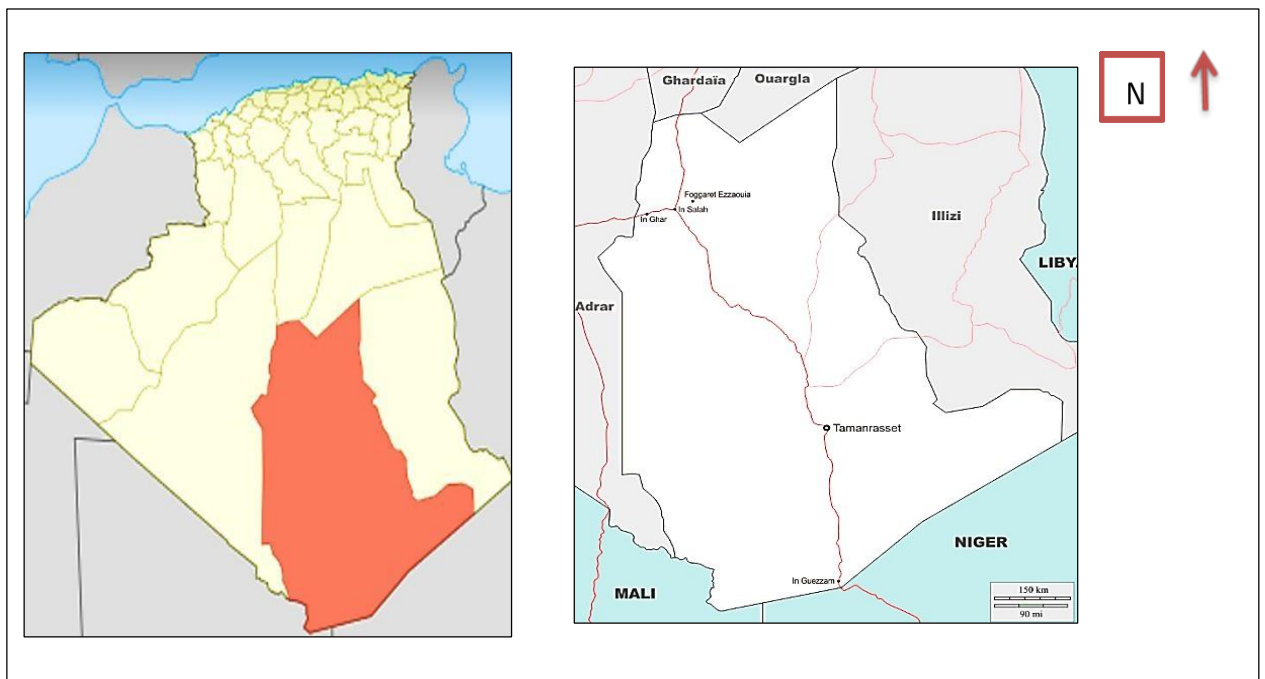 Ghardaïa
Ouargla
N
Foggaret Ezzaouia
In Salah
In Ghar
Illizi
LIBY
Adrar
Tamanrasset
NIGER
In Guezzam
MALI
150 km
90 mi